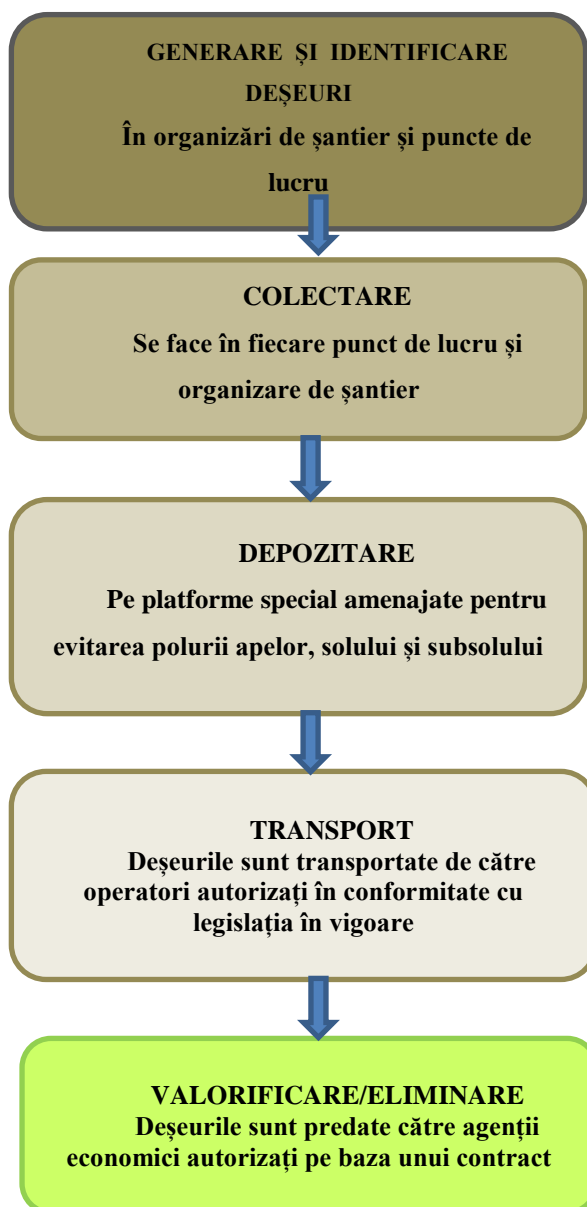 GENERARE ȘI IDENTIFICARE
DEȘEURI
În organizări de șantier și puncte de
lucru
COLECTARE
Se face în fiecare punct de lucru și
organizare de șantier
DEPOZITARE
Pe platforme special amenajate pentru
evitarea polurii apelor, solului și subsolului
TRANSPORT
Deșeurile sunt transportate de către
operatori autorizați în conformitate cu
legislația în vigoare
VALORIFICARE/ELIMINARE
Deșeurile sunt predate către agenții
economici autorizați pe baza unui contract